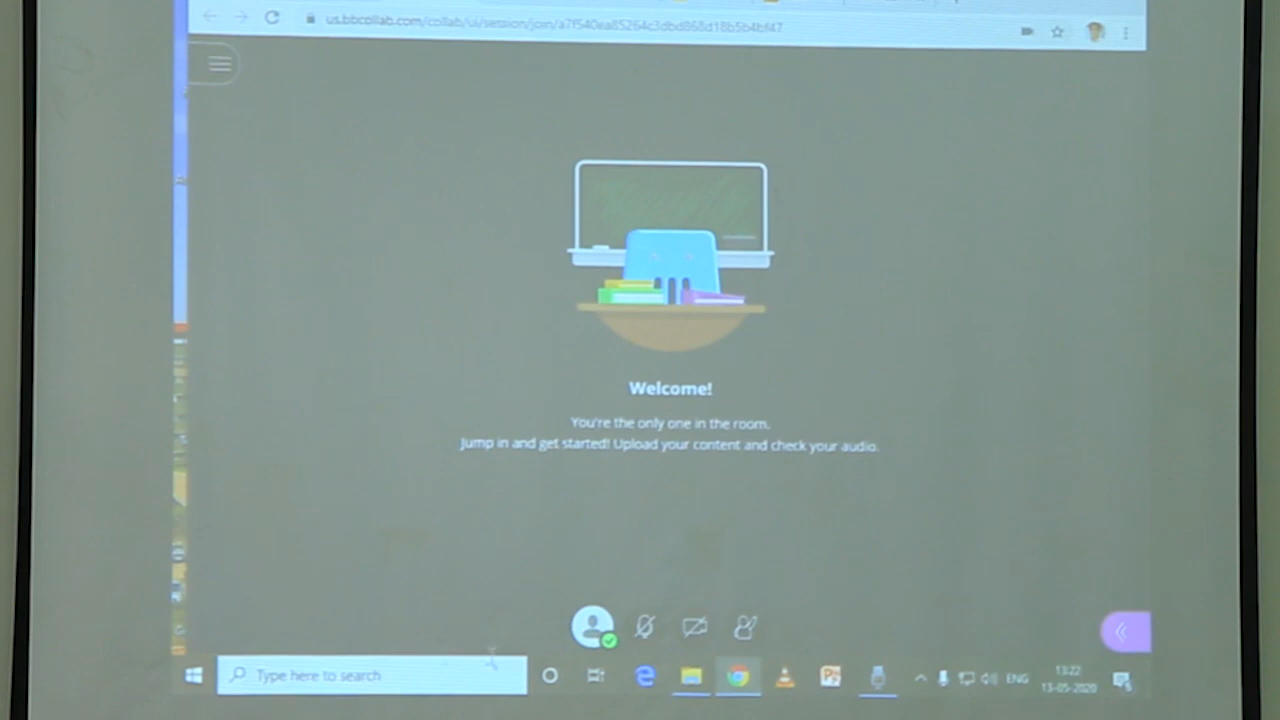 us.bbcollab.com/collab/ui/session/join/a7f540ea85264c3dbd868d18b5b4bf47
Welcome!
You're the only one in the room.
Jump in and get started! Upload your content and check your audio.
Type here to search
ENG
13:22
13-05-2020